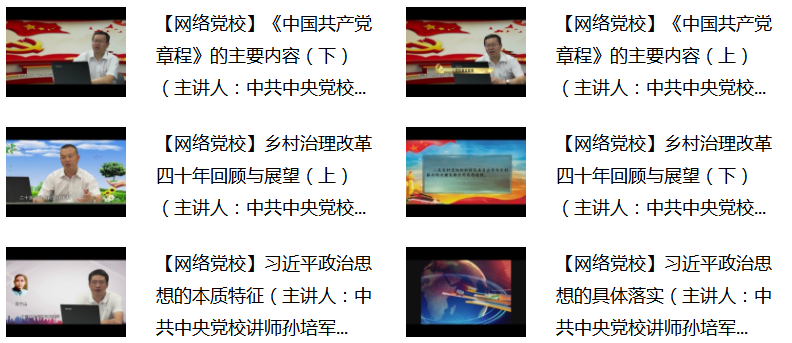 【网络党校】《中国共产党
章程》的主要内容（下）
（主讲人：中共中央党校...
【网络党校】《中国共产党
章程》的主要内容（上）
（主讲人：中共中央党校...
【网络党校】乡村治理改革
四十年回顾与展望（上）
（主讲人：中共中央党校...
【网络党校】乡村治理改革
四十年回顾与展望（下）
（主讲人：中共中央党校...
【网络党校】习近平政治思
想的本质特征（主讲人：中
共中央党校讲师孙培军...
【网络党校】习近平政治思
想的具体落实（主讲人：中
共中央党校讲师孙培军...